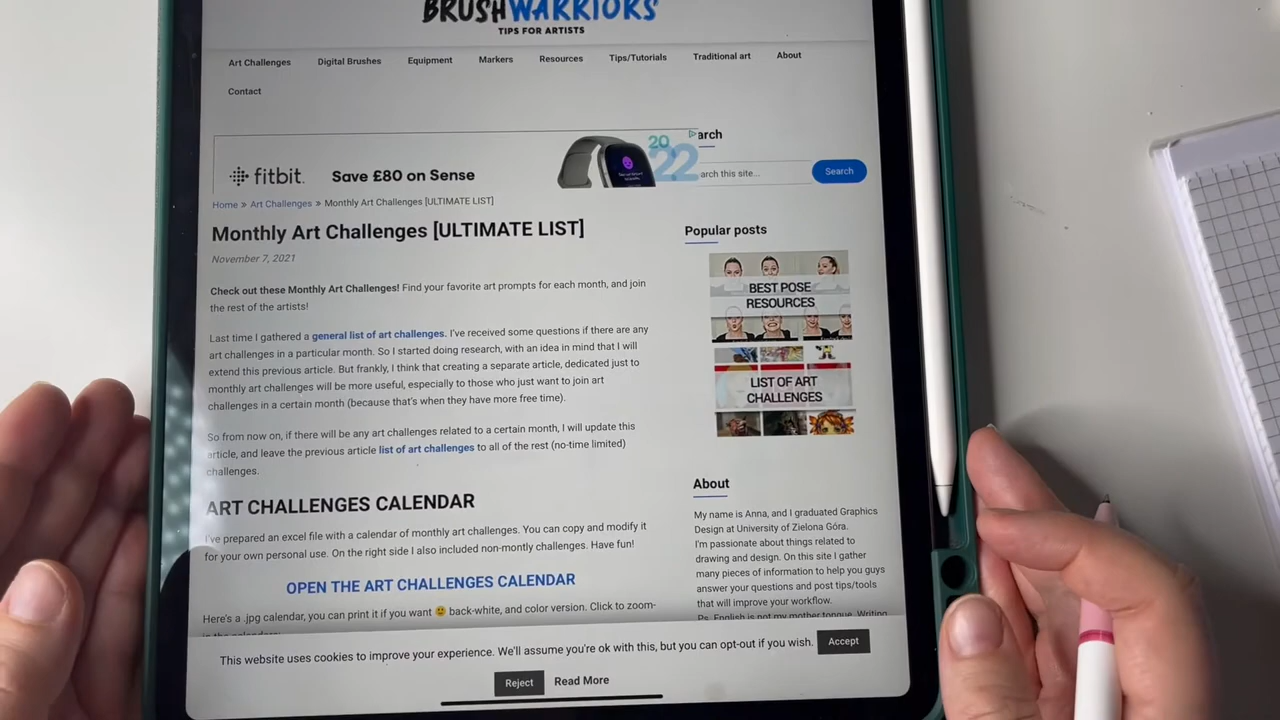 BRUSHWARRIORS
TIPS FOR ARTISTS
Art Challenges Digital Brushes Equipment Markers Resources Tips/Tutorials Traditional art About
Contact
fitbit. Save £80 on Sense
2022
arch
arch this site... Search
Home » Art Challenges » Monthly Art Challenges [ULTIMATE LIST]
Monthly Art Challenges [ULTIMATE LIST]
November 7, 2021
Check out these Monthly Art Challenges! Find your favorite art prompts for each month, and join
the rest of the artists!
Last time I gathered a general list of art challenges. I've received some questions if there are any
art challenges in a particular month. So I started doing research, with an idea in mind that I will
extend this previous article. But frankly, I think that creating a separate article, dedicated just to
monthly art challenges will be more useful, especially to those who just want to join art
challenges in a certain month (because that's when they have more free time).
So from now on, if there will be any art challenges related to a certain month, I will update this
article, and leave the previous article list of art challenges to all of the rest (no-time limited)
challenges.
ART CHALLENGES CALENDAR
I've prepared an excel file with a calendar of monthly art challenges. You can copy and modify it
for your own personal use. On the right side I also included non-montly challenges. Have fun!
OPEN THE ART CHALLENGES CALENDAR
Here's a .jpg calendar, you can print it if you want 🙂 back-white, and color version. Click to zoom-
in the calendars:
Popular posts
BEST POSE
RESOURCES
LIST OF ART
CHALLENGES
About
My name is Anna, and I graduated Graphics
Design at University of Zielona Góra.
I'm passionate about things related to
drawing and design. On this site I gather
many pieces of information to help you guys
answer your questions and post tips/tools
that will improve your workflow.
Ps. English is not my mother tongue. Writing
This website uses cookies to improve your experience. We'll assume you're ok with this, but you can opt-out if you wish. Accept
Reject Read More